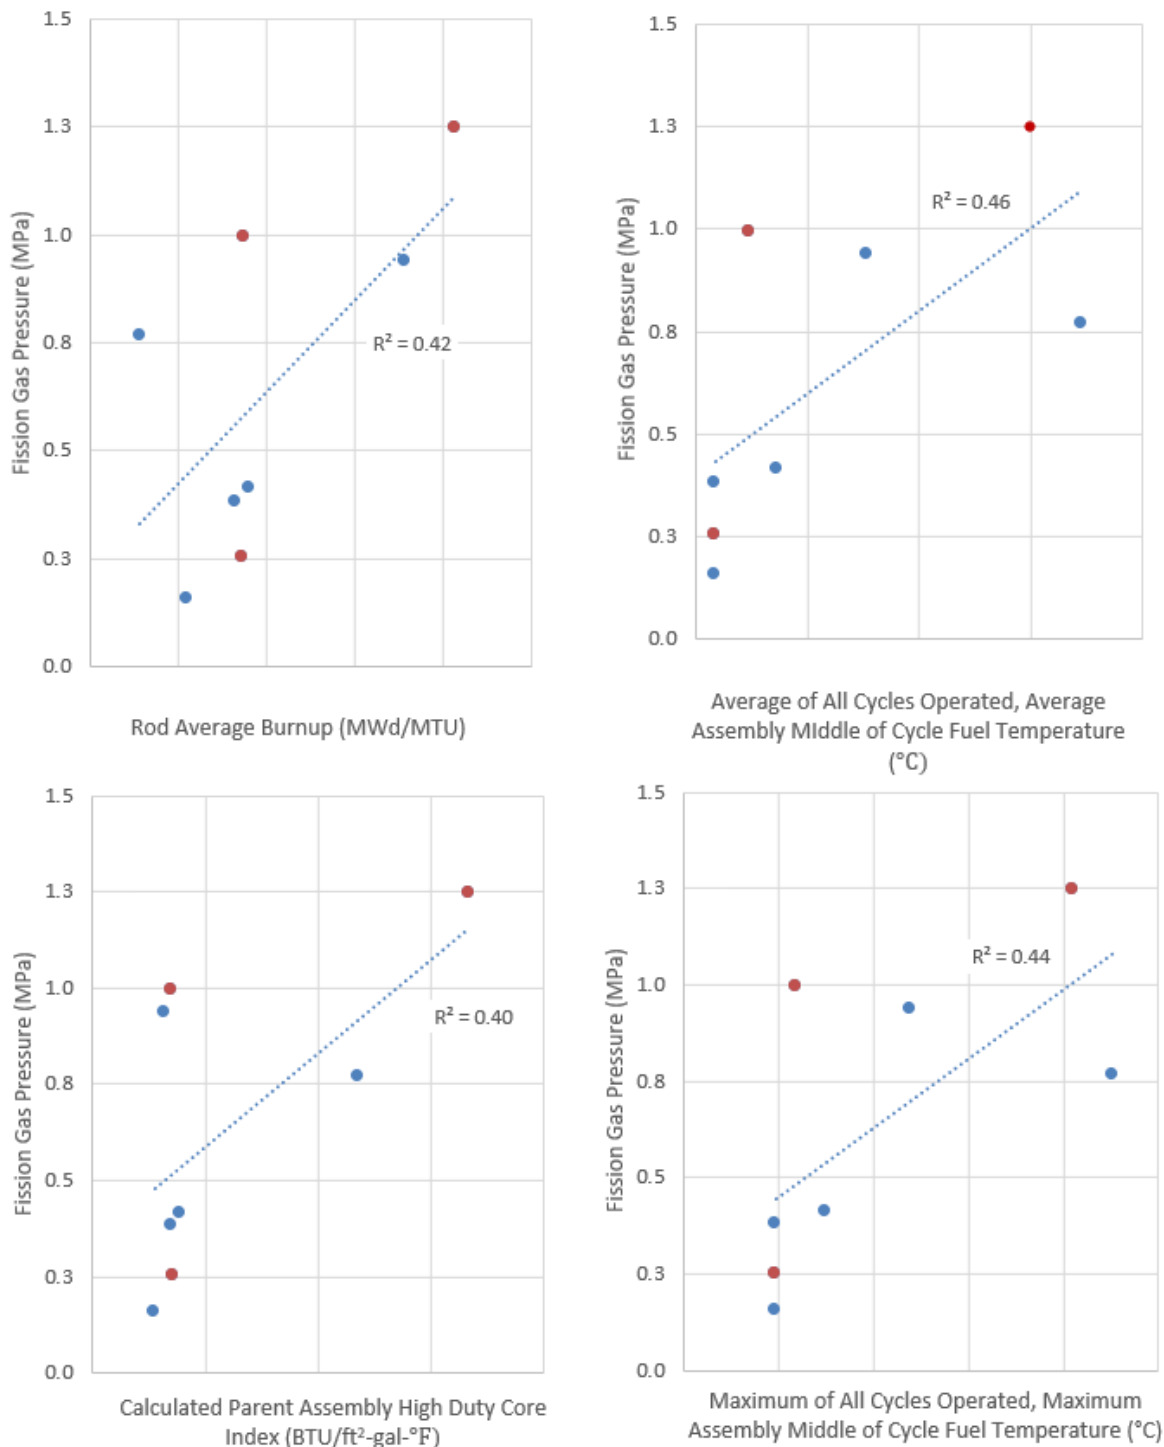 1.5
1.3
1.0
0.8
0.5
0.3
0.0
Fission Gas Pressure (MPa)
R² = 0.42
Rod Average Burnup (MWd/MTU)
1.5
1.3
1.0
0.8
0.5
0.3
0.0
Fission Gas Pressure (MPa)
R² = 0.46
Average of All Cycles Operated, Average
Assembly MIddle of Cycle Fuel Temperature
(°C)
1.5
1.3
1.0
0.8
0.5
0.3
0.0
Fission Gas Pressure (MPa)
R² = 0.40
Calculated Parent Assembly High Duty Core
Index (BTU/ft²-gal-°F)
1.5
1.3
1.0
0.8
0.5
0.3
0.0
Fission Gas Pressure (MPa)
R² = 0.44
Maximum of All Cycles Operated, Maximum
Assembly Middle of Cycle Fuel Temperature (°C)